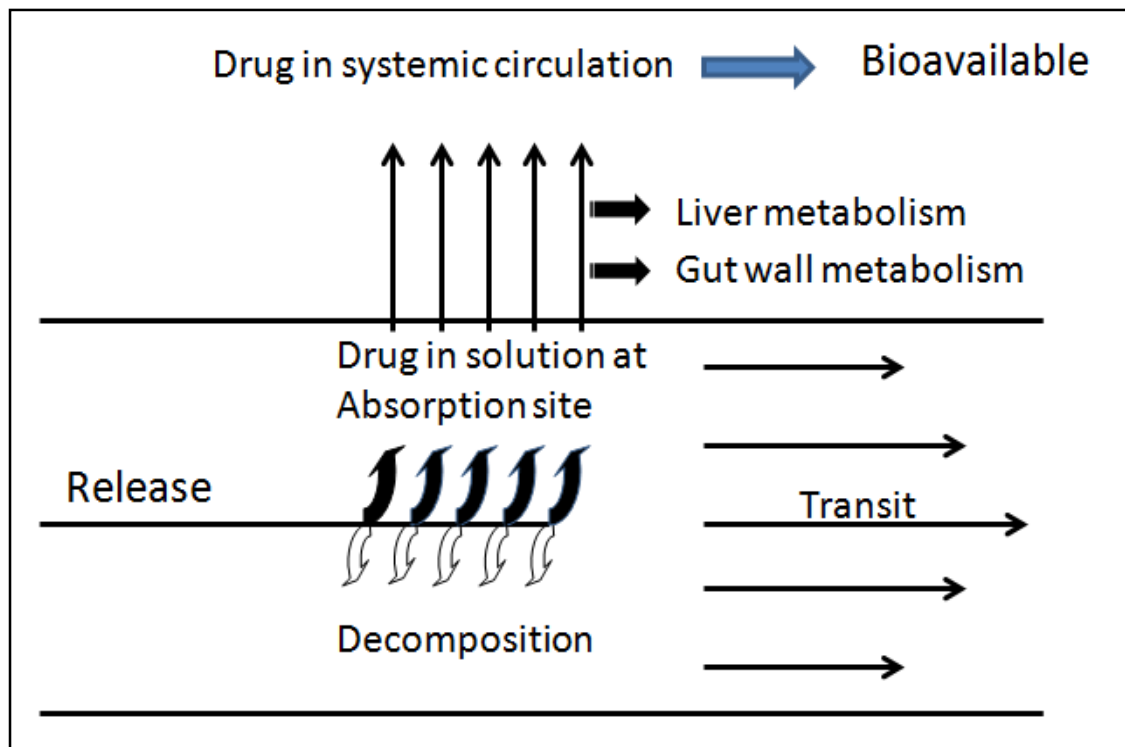 Drug in systemic circulation
Bioavailable
Liver metabolism
Gut wall metabolism
Drug in solution at
Absorption site
Release
Transit
Decomposition